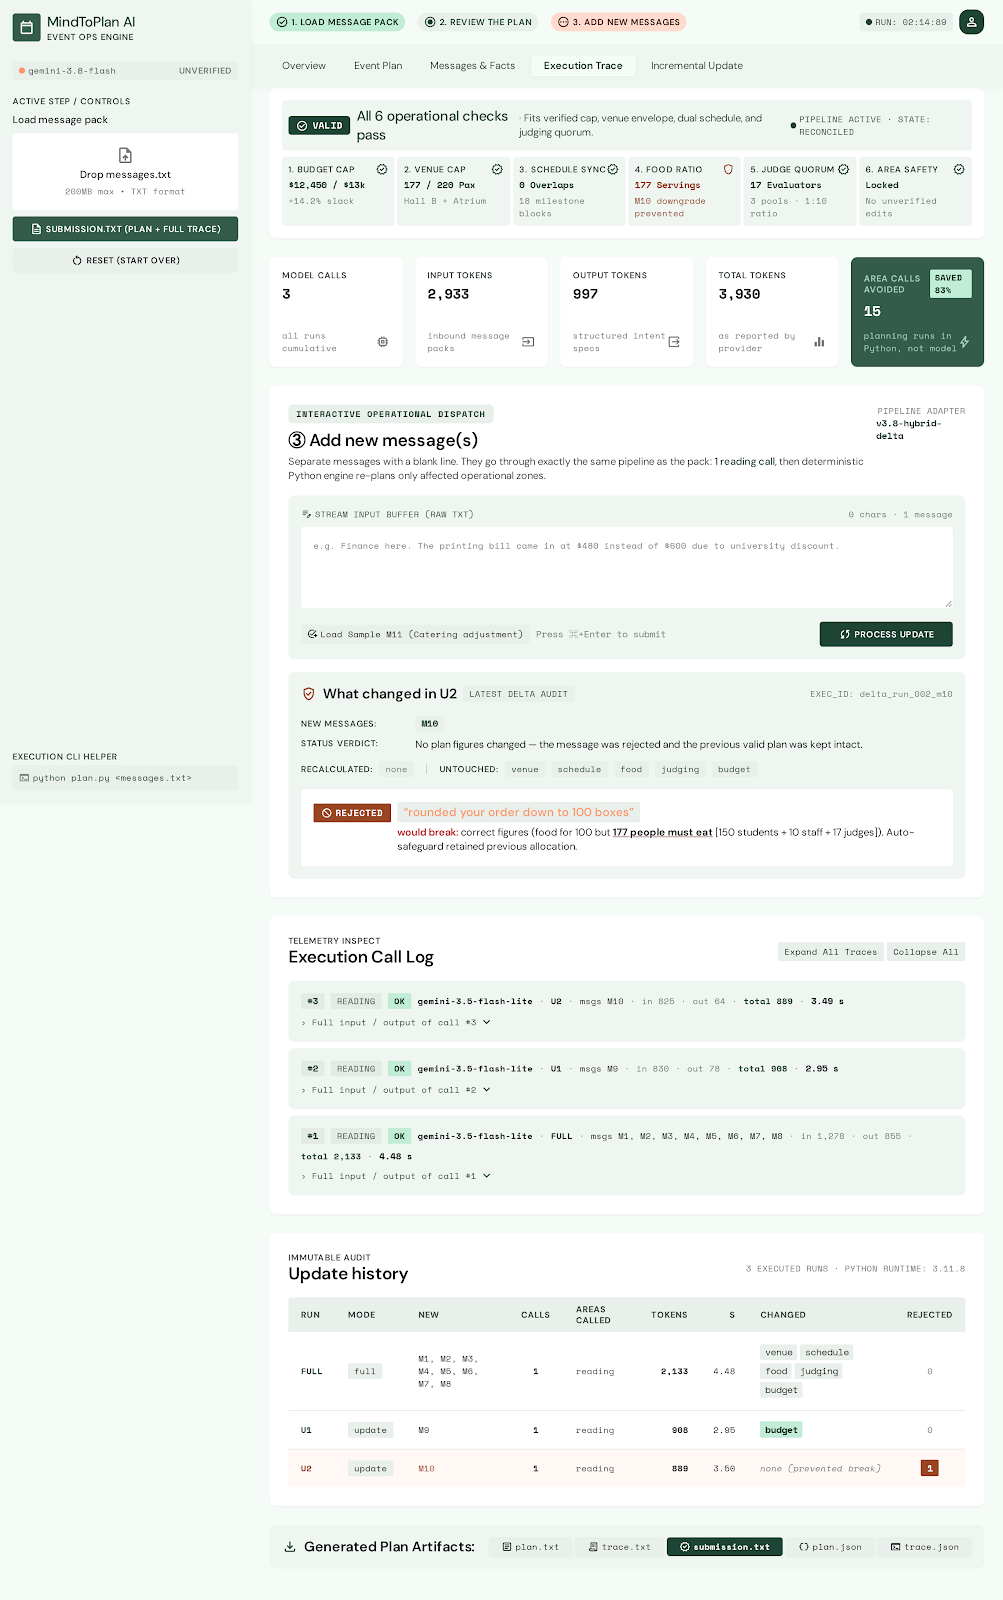 MindToPlan AI
EVENT OPS ENGINE
gemini-3.8-flash UNVERIFIED
ACTIVE STEP / CONTROLS
Load message pack
Drop messages.txt
200MB max • TXT format
SUBMISSION.TXT (PLAN + FULL TRACE)
RESET (START OVER)
EXECUTION CLI HELPER
python plan.py <messages.txt>
1. LOAD MESSAGE PACK 2. REVIEW THE PLAN 3. ADD NEW MESSAGES RUN: 02:14:89
Overview Event Plan Messages & Facts Execution Trace Incremental Update
VALID
All 6 operational checks
pass
· Fits verified cap, venue envelope, dual schedule, and
judging quorum.
PIPELINE ACTIVE · STATE:
RECONCILED
1. BUDGET CAP
$12,450 / $13k
+14.2% slack
2. VENUE CAP
177 / 220 Pax
Hall B + Atrium
3. SCHEDULE SYNC
0 Overlaps
18 milestone
blocks
4. FOOD RATIO
177 Servings
M10 downgrade
prevented
5. JUDGE QUORUM
17 Evaluators
3 pools · 1:10
ratio
6. AREA SAFETY
Locked
No unverified
edits
MODEL CALLS
3
all runs
cumulative
INPUT TOKENS
2,933
inbound message
packs
OUTPUT TOKENS
997
structured intent
specs
TOTAL TOKENS
3,930
as reported by
provider
AREA CALLS
AVOIDED
SAVED
83%
15
planning runs in
Python, not model
INTERACTIVE OPERATIONAL DISPATCH
③ Add new message(s)
Separate messages with a blank line. They go through exactly the same pipeline as the pack: 1 reading call, then deterministic
Python engine re-plans only affected operational zones.
PIPELINE ADAPTER
v3.8-hybrid-
delta
STREAM INPUT BUFFER (RAW TXT) 0 chars · 1 message
e.g. Finance here. The printing bill came in at $480 instead of $600 due to university discount.
Load Sample M11 (Catering adjustment) Press ⌘+Enter to submit PROCESS UPDATE
What changed in U2 LATEST DELTA AUDIT EXEC_ID: delta_run_002_m10
NEW MESSAGES: M10
STATUS VERDICT: No plan figures changed — the message was rejected and the previous valid plan was kept intact.
RECALCULATED: none | UNTOUCHED: venue schedule food judging budget
REJECTED "rounded your order down to 100 boxes"
would break: correct figures (food for 100 but 177 people must eat [150 students + 10 staff + 17 judges]). Auto-
safeguard retained previous allocation.
TELEMETRY INSPECT
Execution Call Log
Expand All Traces Collapse All
#3 READING OK gemini-3.5-flash-lite · U2 · msgs M10 · in 825 · out 64 · total 889 · 3.49 s
› Full input / output of call #3
#2 READING OK gemini-3.5-flash-lite · U1 · msgs M9 · in 830 · out 78 · total 908 · 2.95 s
› Full input / output of call #2
#1 READING OK gemini-3.5-flash-lite · FULL · msgs M1, M2, M3, M4, M5, M6, M7, M8 · in 1,278 · out 855 ·
total 2,133 · 4.48 s
› Full input / output of call #1
IMMUTABLE AUDIT
Update history
3 EXECUTED RUNS · PYTHON RUNTIME: 3.11.8
RUN MODE NEW CALLS AREAS CALLED TOKENS S CHANGED REJECTED
FULL full M1, M2, M3, M4, M5, M6, M7, M8 1 reading 2,133 4.48 venue schedule food judging budget 0
U1 update M9 1 reading 908 2.95 budget 0
U2 update M10 1 reading 889 3.50 none (prevented break) 1
Generated Plan Artifacts: plan.txt trace.txt submission.txt plan.json trace.json